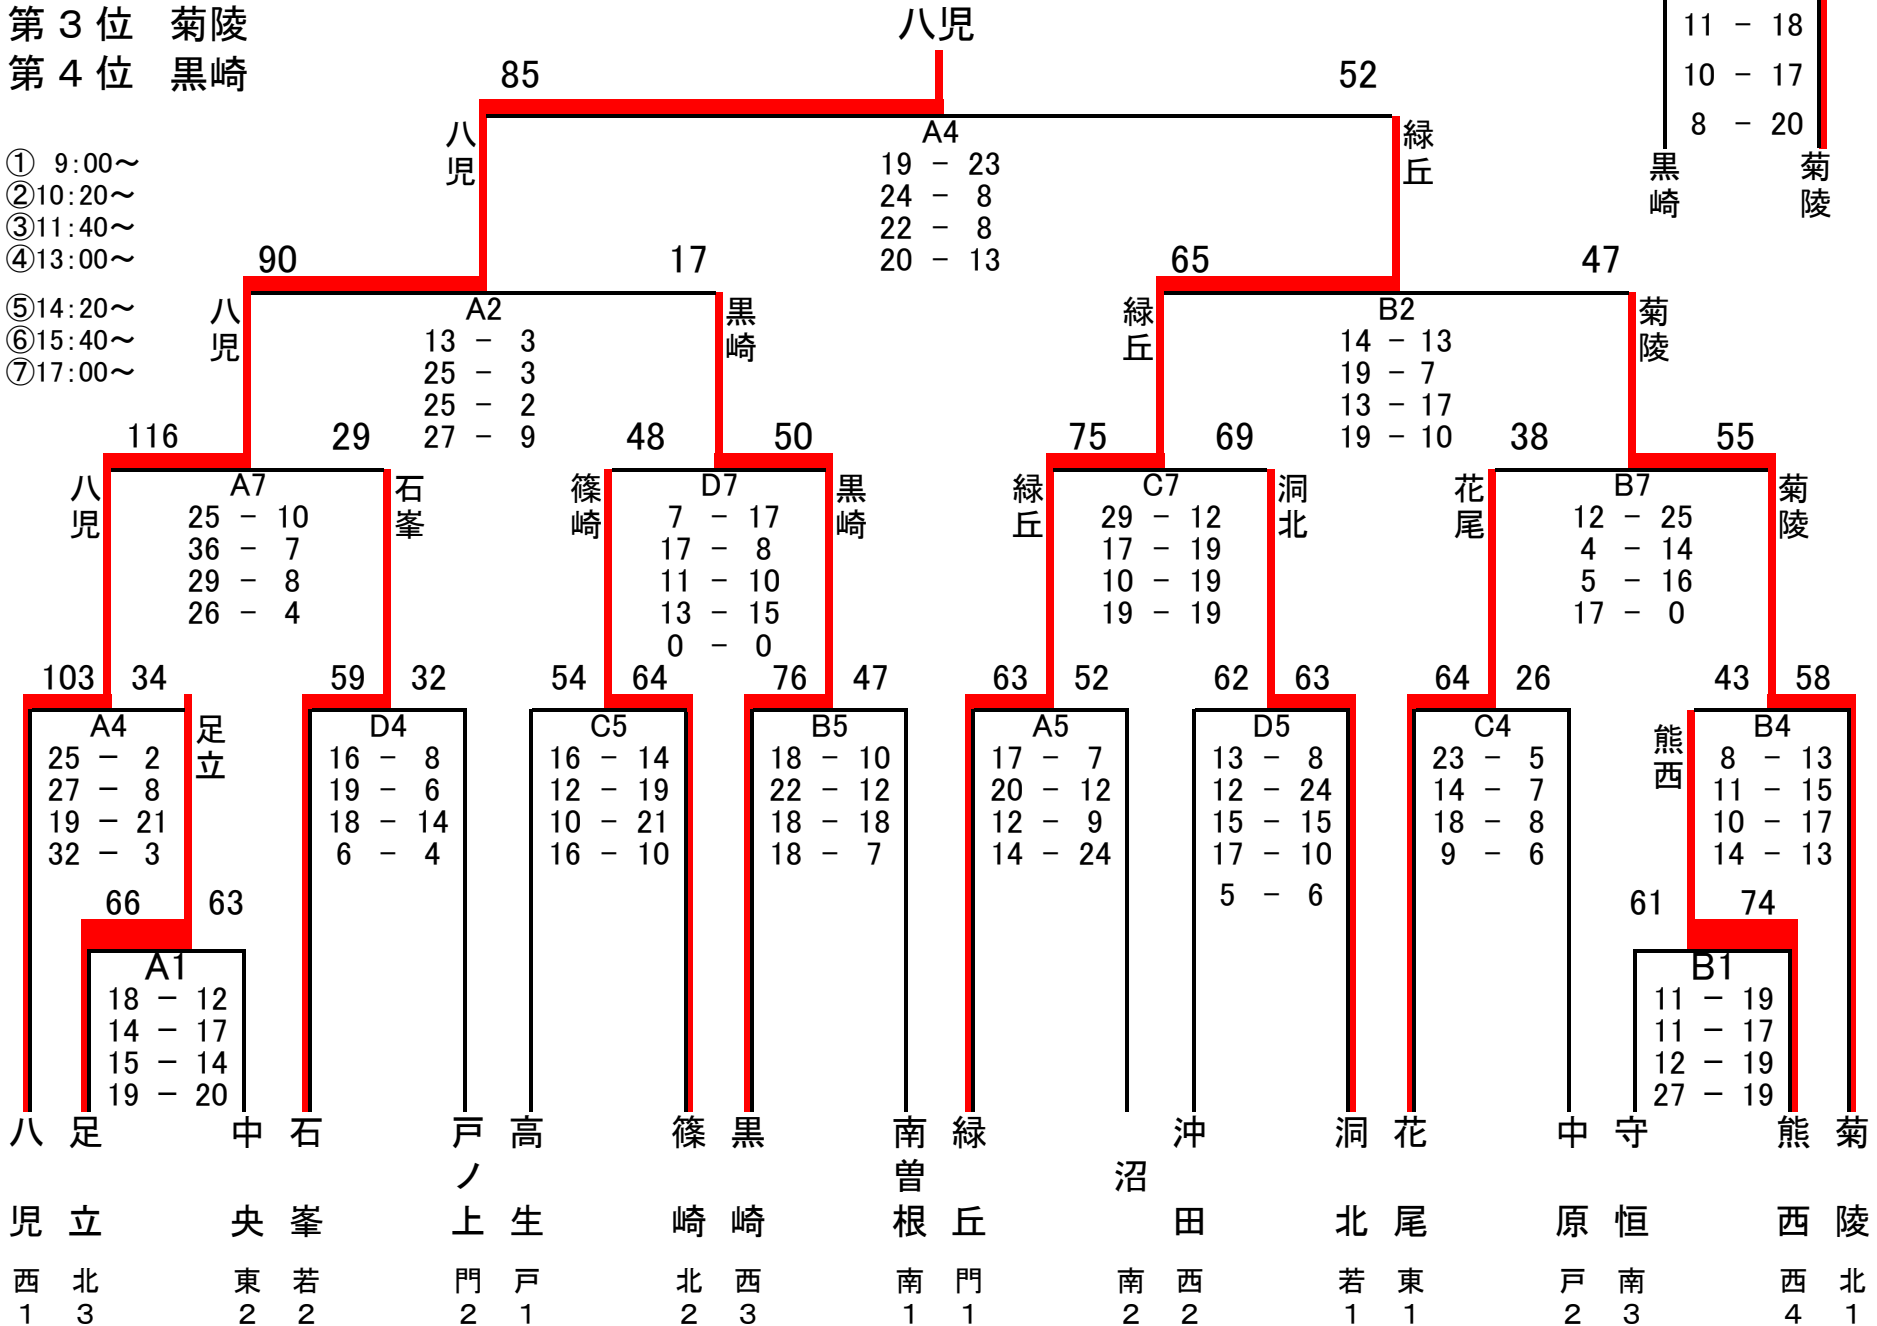 第３位　菊陵
第４位　黒崎
八児
85 52
11 － 18
10 － 17
8 － 20
黒崎 菊陵
① 9:00～
②10:20～
③11:40～
④13:00～
⑤14:20～
⑥15:40～
⑦17:00～
八児 A4 緑丘
19 － 23
24 － 8
22 － 8
20 － 13
90 17 65 47
八児 A2 黒崎
13 － 3
25 － 3
25 － 2
27 － 9
緑丘 B2 菊陵
14 － 13
19 － 7
13 － 17
19 － 10
116 29 48 50 75 69 38 55
八児 A7 石峯
25 － 10
36 － 7
29 － 8
26 － 4
篠崎 D7 黒崎
7 － 17
17 － 8
11 － 10
13 － 15
0 － 0
緑丘 C7 洞北
29 － 12
17 － 19
10 － 19
19 － 19
花尾 B7 菊陵
12 － 25
4 － 14
5 － 16
17 － 0
103 34 59 32 54 64 76 47 63 52 62 63 64 26 43 58
A4 足立
25 － 2
27 － 8
19 － 21
32 － 3
D4
16 － 8
19 － 6
18 － 14
6 － 4
C5
16 － 14
12 － 19
10 － 21
16 － 10
B5
18 － 10
22 － 12
18 － 18
18 － 7
A5
17 － 7
20 － 12
12 － 9
14 － 24
D5
13 － 8
12 － 24
15 － 15
17 － 10
5 － 6
C4
23 － 5
14 － 7
18 － 8
9 － 6
熊西 B4
8 － 13
11 － 15
10 － 17
14 － 13
66 63
A1
18 － 12
14 － 17
15 － 14
19 － 20
61 74
B1
11 － 19
11 － 17
12 － 19
27 － 19
八児 足立 中央 石峯 戸ノ上 高生 篠崎 黒崎 南曽根 緑丘 沼 沖田 洞北 花尾 中原 守恒 熊西 菊陵
西1 北3 東2 若2 門2 戸1 北2 西3 南1 門1 南2 西2 若1 東1 戸2 南3 西4 北1